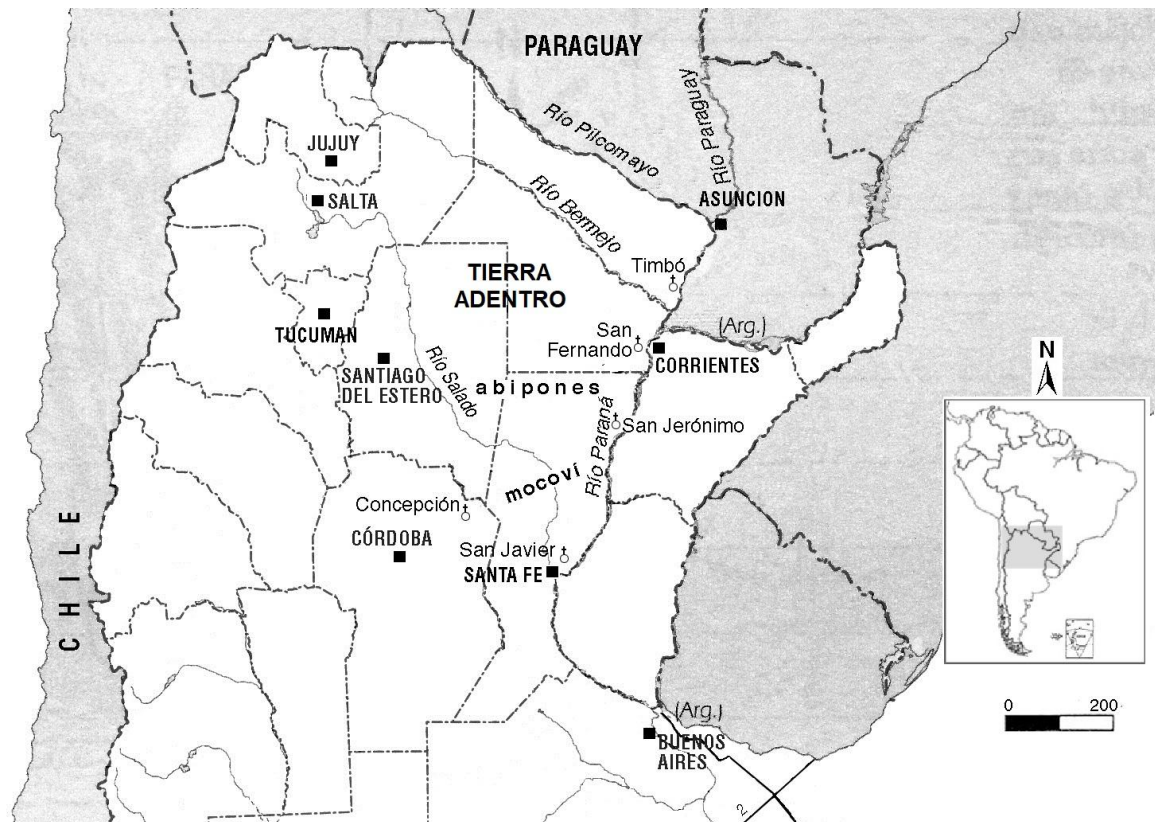 PARAGUAY
Río Pilcomayo
Río Paraguay
JUJUY
SALTA
ASUNCION
Río Bermejo
TIERRA
ADENTRO
Timbó
TUCUMAN
(Arg.)
San
Fernando
CORRIENTES
Río Salado
SANTIAGO
DEL ESTERO
abipones
San Jerónimo
Río Paraná
mocoví
Concepción
CÓRDOBA
San Javier
SANTA FE
CHILE
N
0 200
(Arg.)
BUENOS
AIRES
2